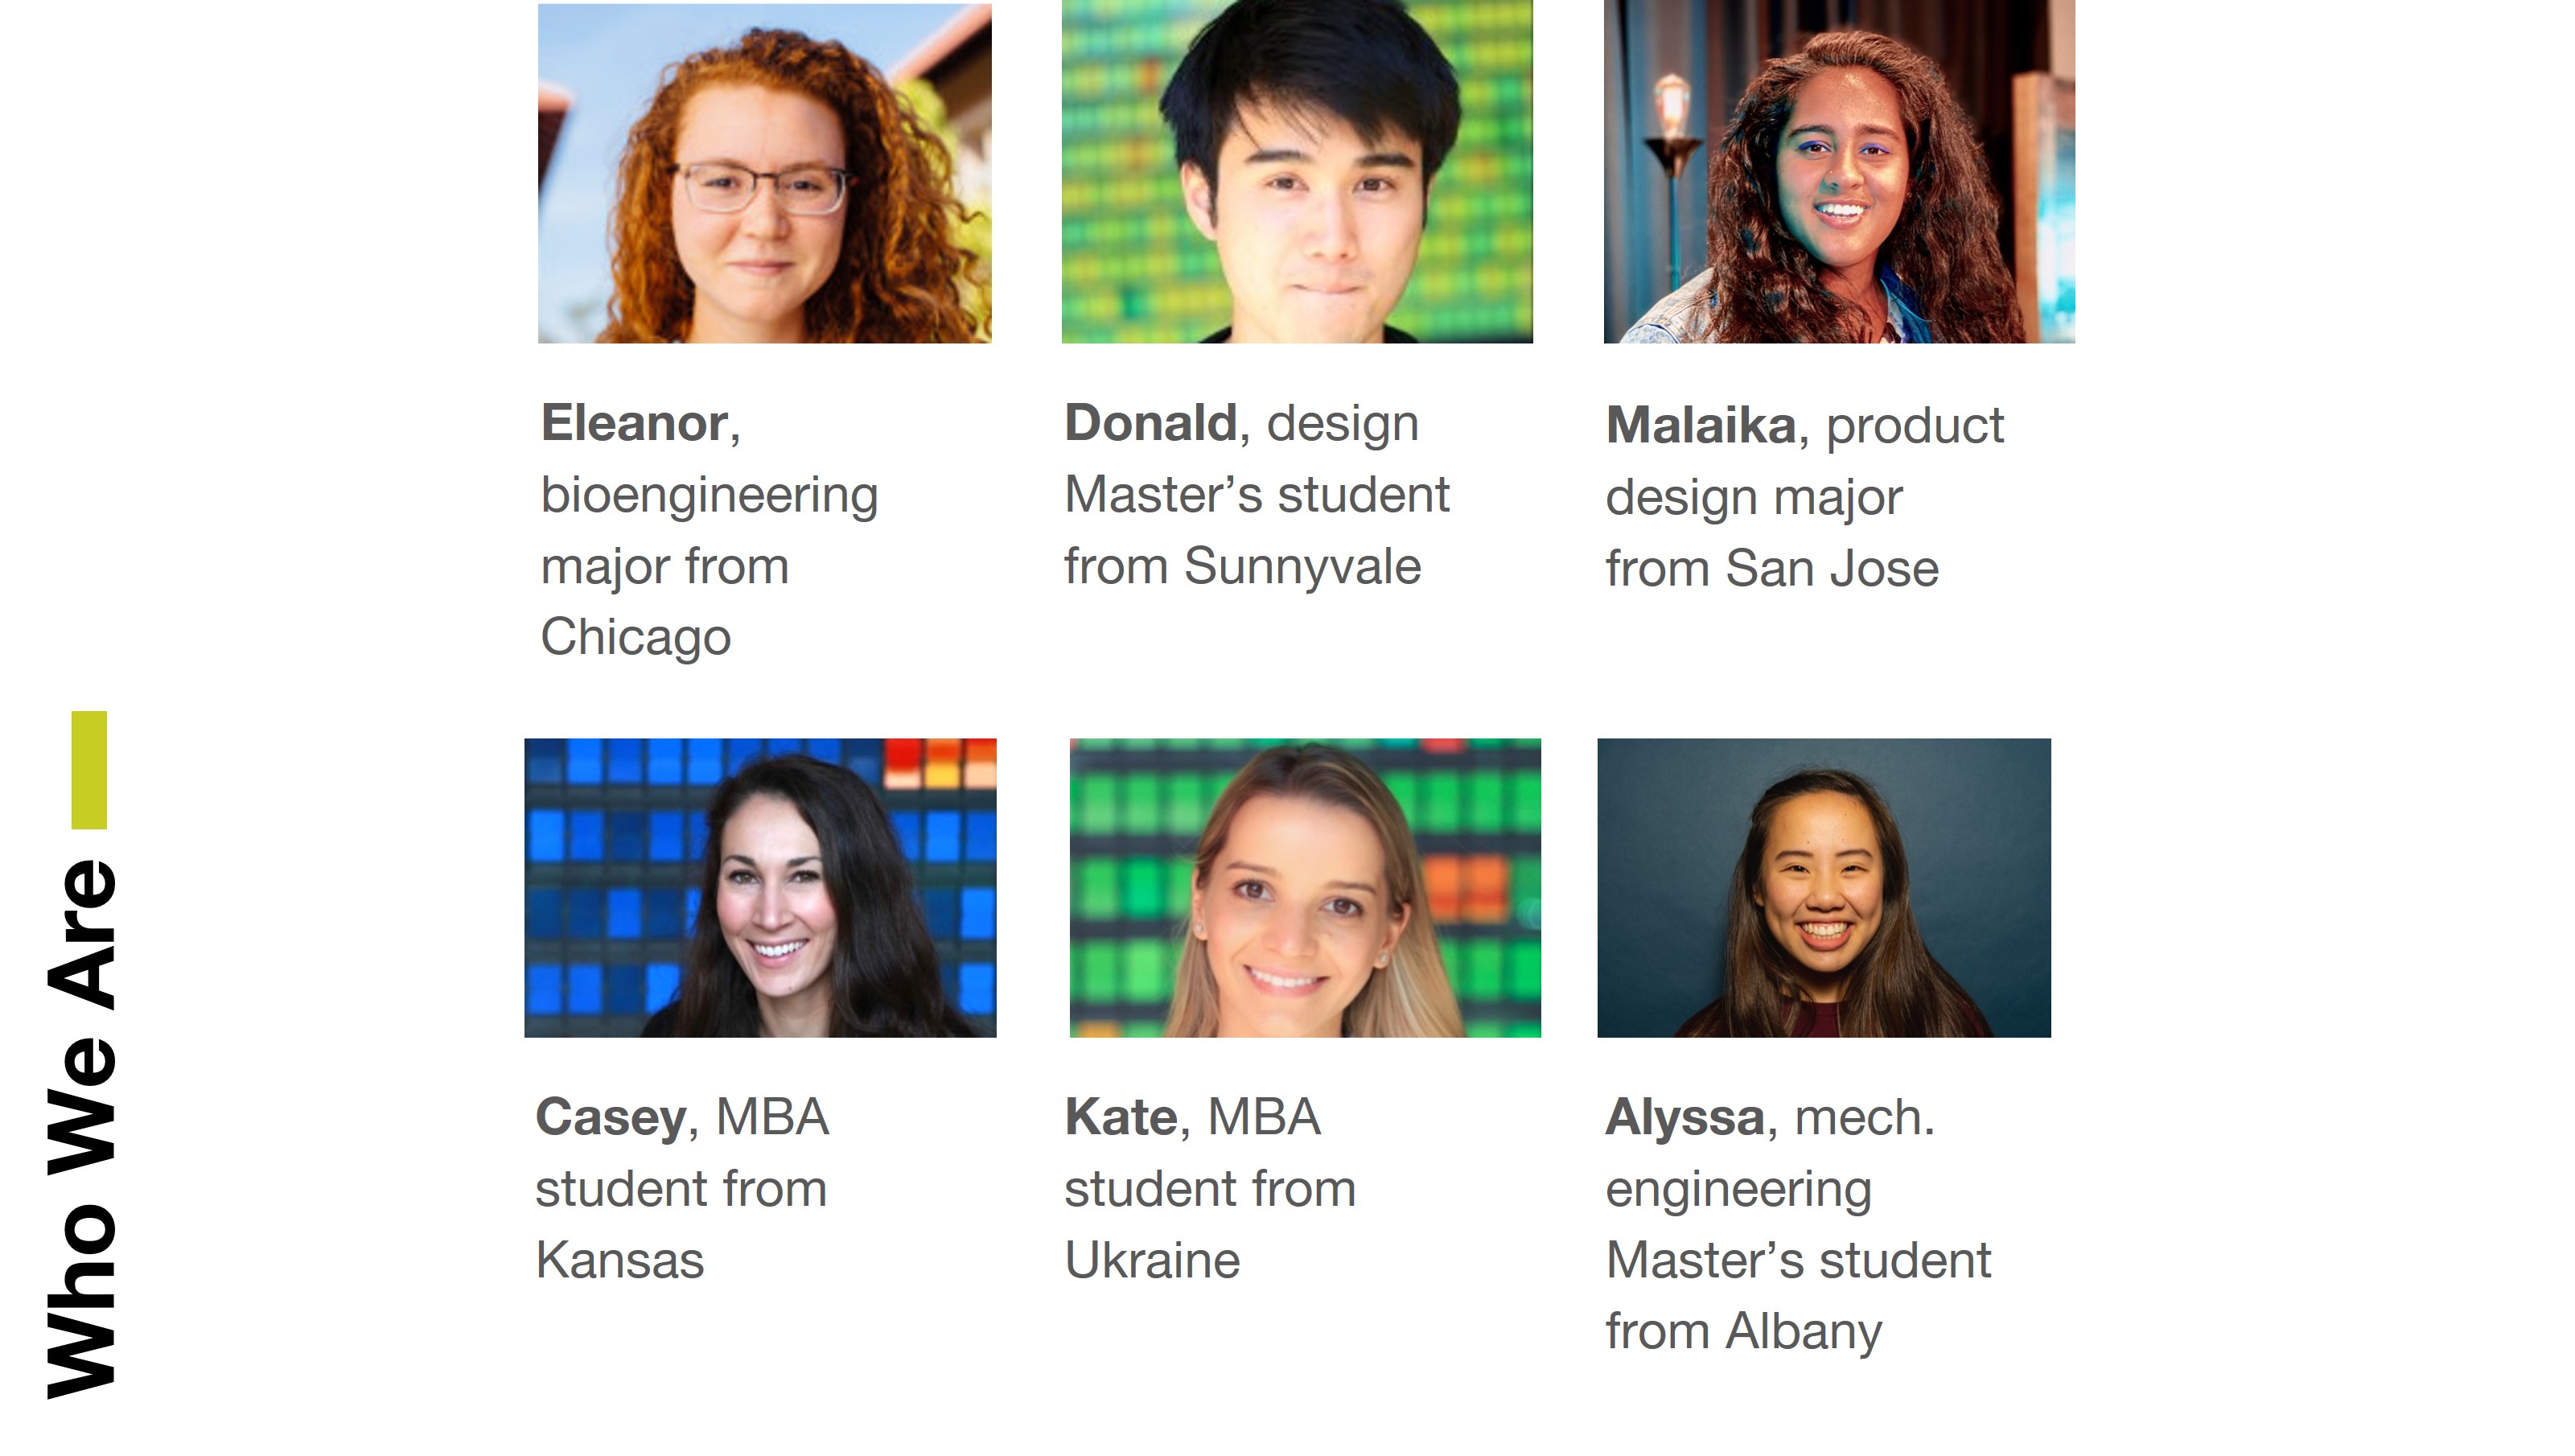 Who We Are
Eleanor,
bioengineering
major from
Chicago
Donald, design
Master’s student
from Sunnyvale
Malaika, product
design major
from San Jose
Casey, MBA
student from
Kansas
Kate, MBA
student from
Ukraine
Alyssa, mech.
engineering
Master’s student
from Albany